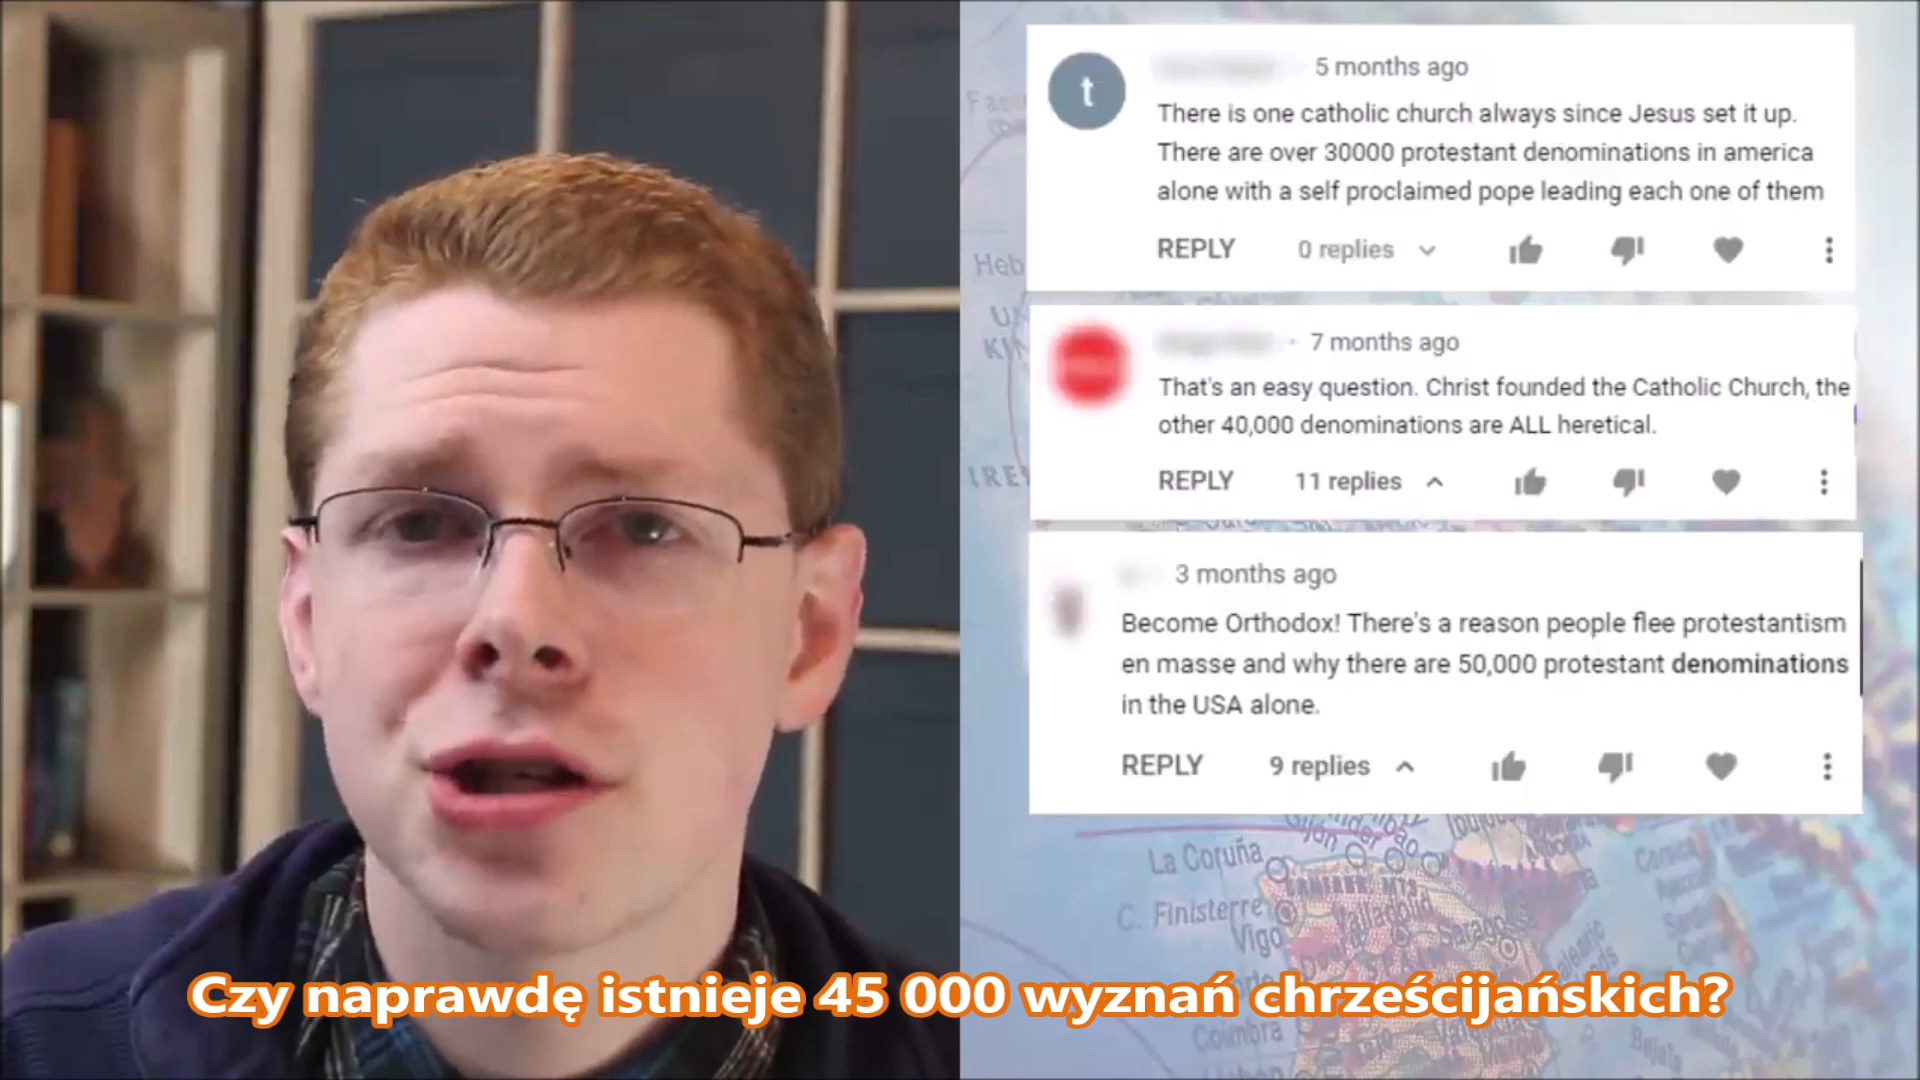 t
5 months ago
There is one catholic church always since Jesus set it up.
There are over 30000 protestant denominations in america
alone with a self proclaimed pope leading each one of them
REPLY 0 replies
7 months ago
That's an easy question. Christ founded the Catholic Church, the
other 40,000 denominations are ALL heretical.
REPLY 11 replies
3 months ago
Become Orthodox! There's a reason people flee protestantism
en masse and why there are 50,000 protestant denominations
in the USA alone.
REPLY 9 replies
Heb
La Coruña
C. Finisterre
Vigo
Valladolid
Coimbra
Czy naprawdę istnieje 45 000 wyznań chrześcijańskich?